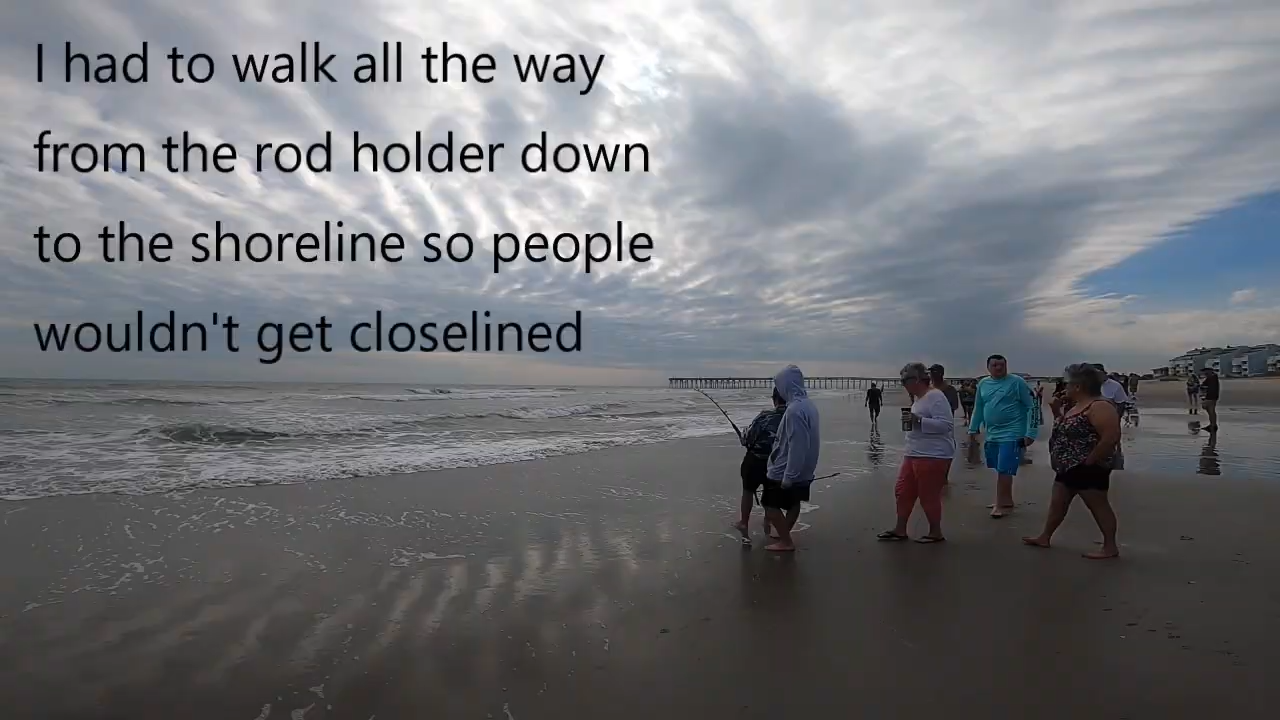 I had to walk all the way
from the rod holder down
to the shoreline so people
wouldn't get closelined